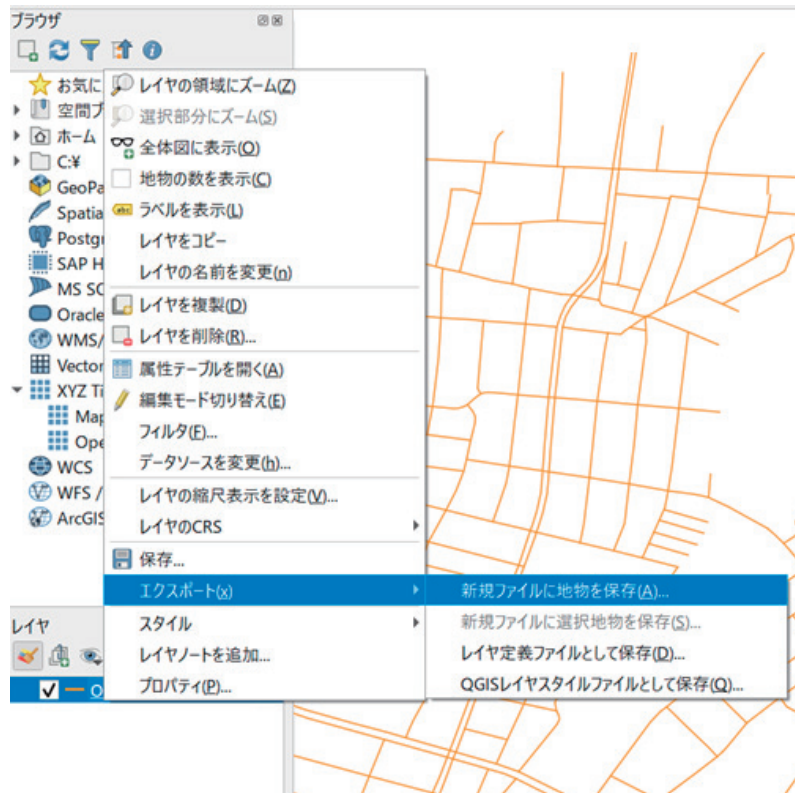 ブラウザ
お気に
空間ブ
ホーム
C:¥
GeoPa
Spatia
Postgr
SAP H
MS SC
Oracle
WMS/
Vector
XYZ Ti
Map
Ope
WCS
WFS /
ArcGIS
レイヤの領域にズーム(Z)
選択部分にズーム(S)
全体図に表示(O)
地物の数を表示(C)
abc ラベルを表示(L)
レイヤをコピー
レイヤの名前を変更(n)
レイヤを複製(D)
レイヤを削除(R)...
属性テーブルを開く(A)
編集モード切り替え(E)
フィルタ(F)...
データソースを変更(h)...
レイヤの縮尺表示を設定(V)...
レイヤのCRS
保存...
エクスポート(x)
スタイル
レイヤノートを追加...
プロパティ(P)...
新規ファイルに地物を保存(A)...
新規ファイルに選択地物を保存(S)...
レイヤ定義ファイルとして保存(D)...
QGISレイヤスタイルファイルとして保存(Q)...
レイヤ